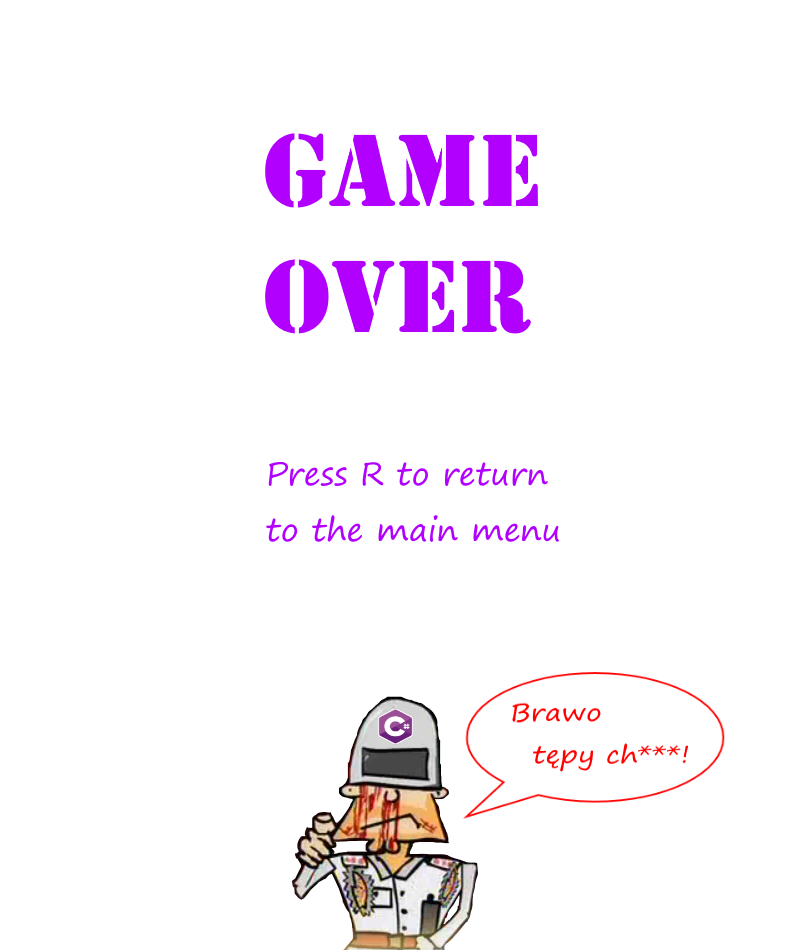 GAME
OVER
Press R to return
to the main menu
Brawo
tępy ch***!
C#